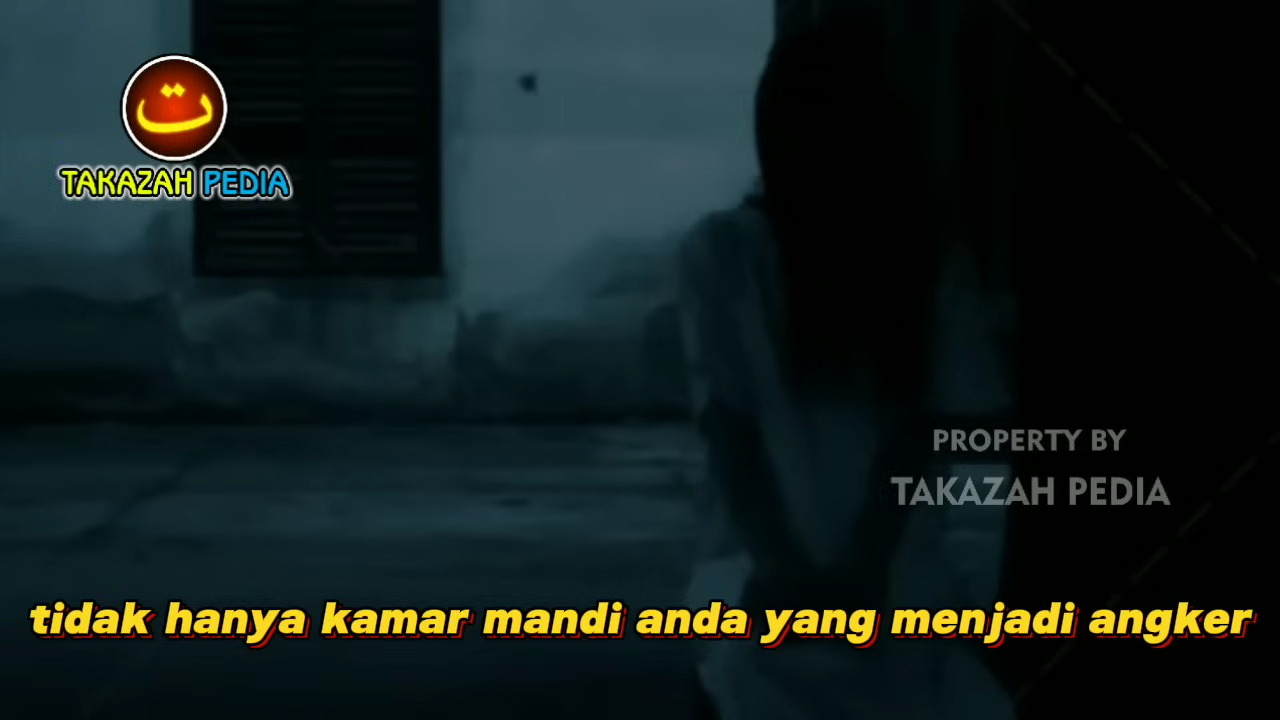 ت
TAKAZAH PEDIA
PROPERTY BY
TAKAZAH PEDIA
tidak hanya kamar mandi anda yang menjadi angker